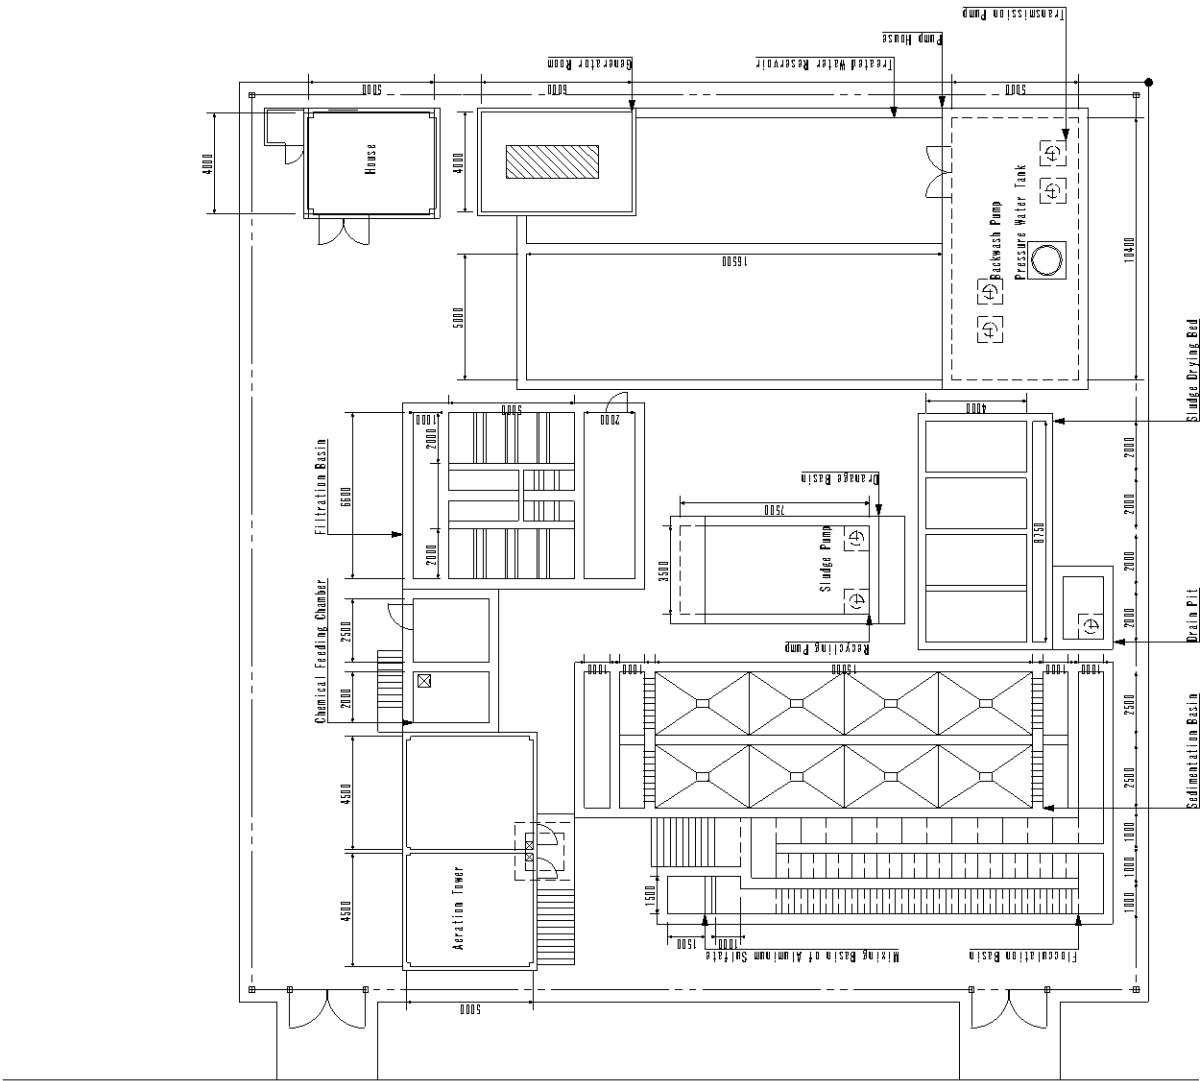 Transmission Pump
Pump House
Treated Water Reservoir
Generator Room
5000
6000
5000
4000
House
4000
Backwash Pump
Pressure Water Tank
10400
16500
5000
Sludge Drying Bed
4000
5000
1000
2000
2000
Filtration Basin
6600
2000
Dranage Basin
7500
3500
Sludge Pump
8750
2000
2000
2000
2000
Drain Pit
Recycling Pump
Chemical Feeding Chamber
2500
2000
1000
1000
15000
1000
1000
2500
2500
Sedimentation Basin
4500
4500
Aeration Tower
1000
1000
1000
1500
1500
1000
Mixing Basin of Aluminum Sulfate
Flocculation Basin
5000